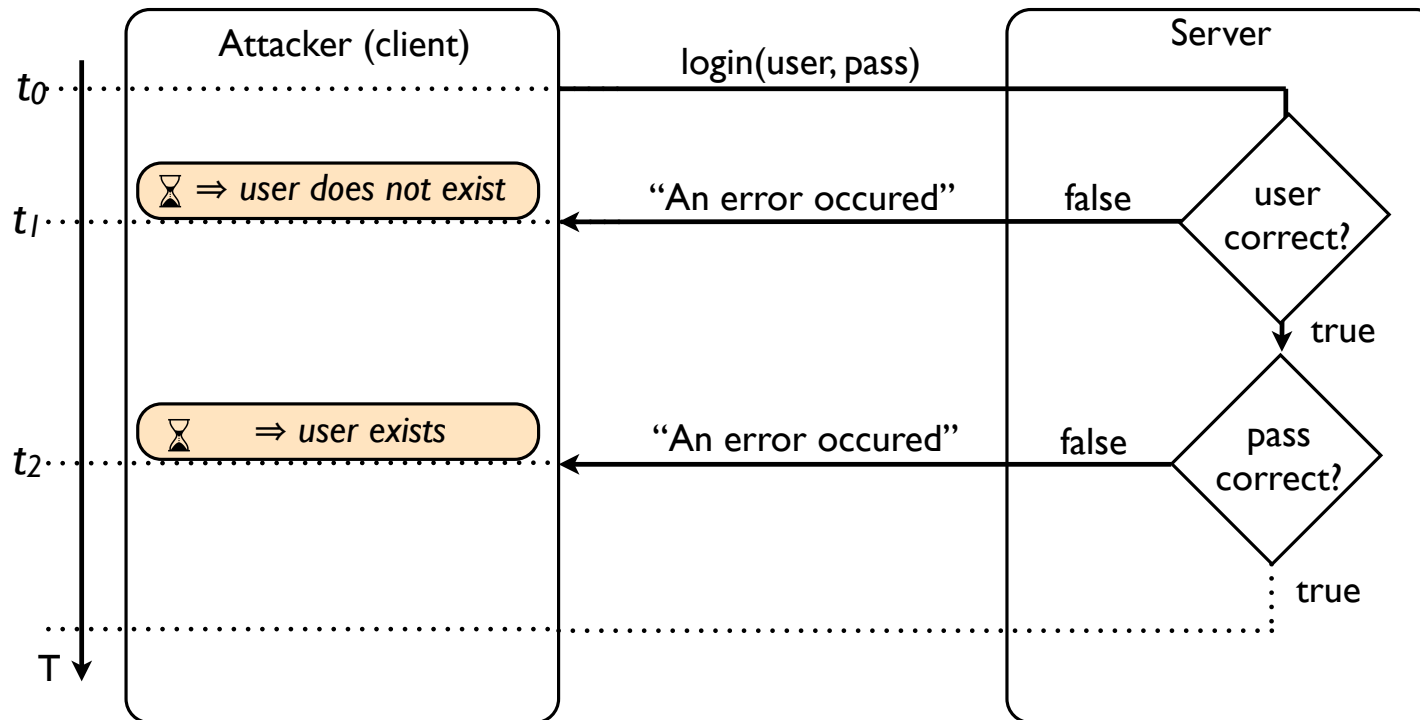 Attacker (client)
Server
login(user, pass)
t0
⧗ ⇒ user does not exist
“An error occured”
false
user
correct?
t1
true
⧗ ⇒ user exists
“An error occured”
false
pass
correct?
t2
true
T